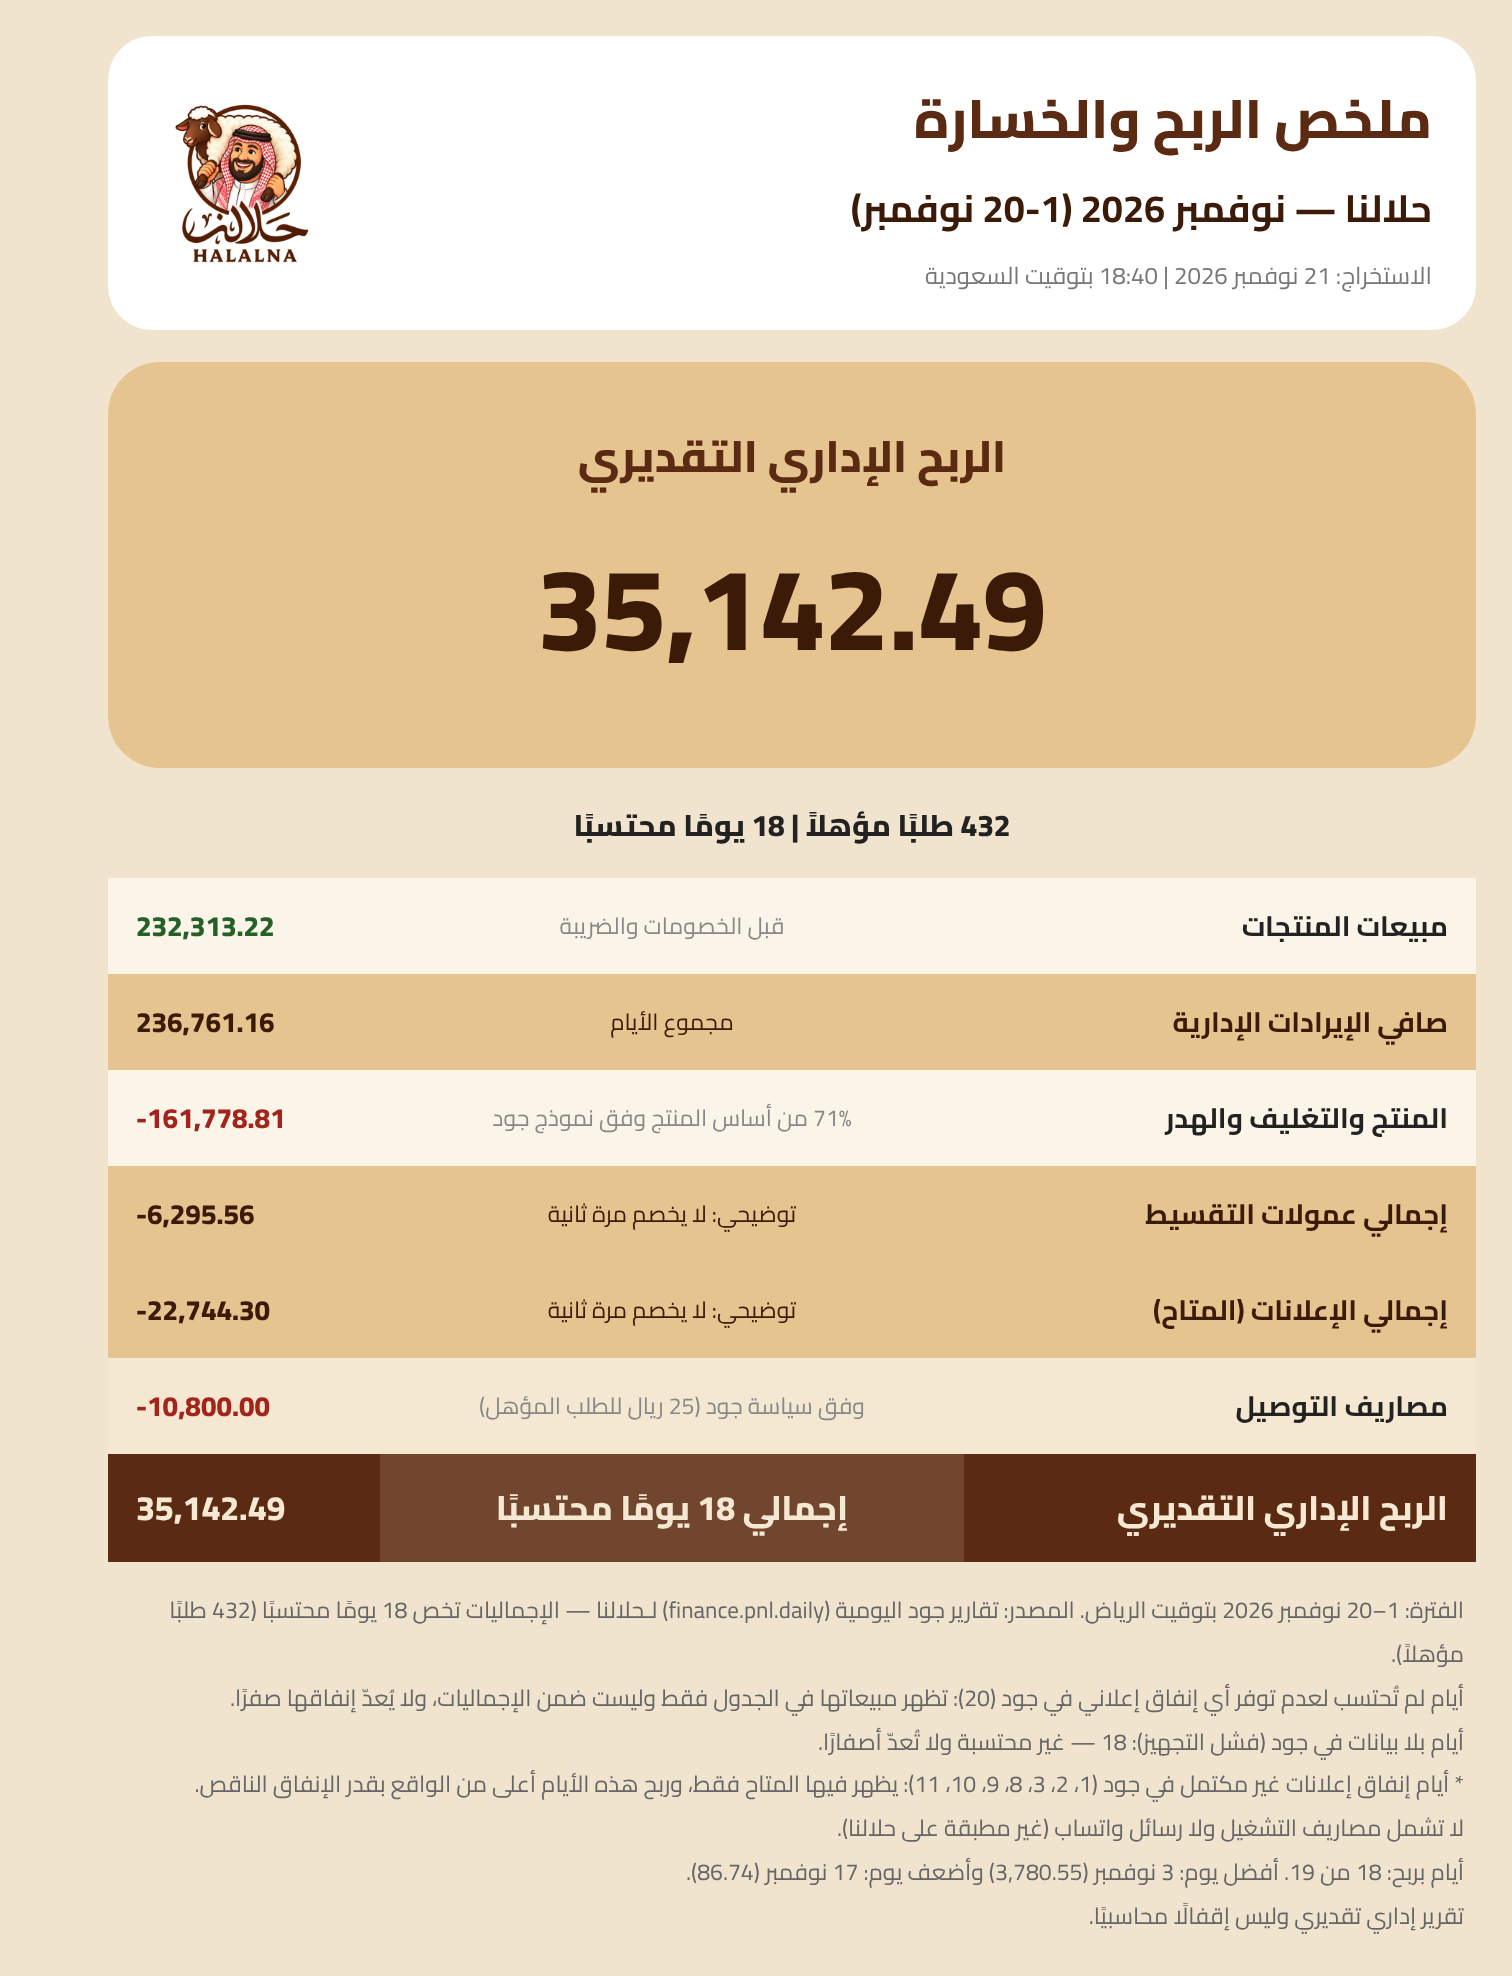 ملخص الربح والخسارة
حلالنا — نوفمبر 2026 (1-20 نوفمبر)
الاستخراج: 21 نوفمبر 2026 | 18:40 بتوقيت السعودية
حلالنا
HALALNA
الربح الإداري التقديري
35,142.49
432 طلبًا مؤهلاً | 18 يومًا محتسبًا
مبيعات المنتجات قبل الخصومات والضريبة 232,313.22
صافي الإيرادات الإدارية مجموع الأيام 236,761.16
المنتج والتغليف والهدر 71% من أساس المنتج وفق نموذج جود -161,778.81
إجمالي عمولات التقسيط توضيحي: لا يخصم مرة ثانية -6,295.56
إجمالي الإعلانات (المتاح) توضيحي: لا يخصم مرة ثانية -22,744.30
مصاريف التوصيل وفق سياسة جود (25 ريال للطلب المؤهل) -10,800.00
الربح الإداري التقديري إجمالي 18 يومًا محتسبًا 35,142.49
الفترة: 1–20 نوفمبر 2026 بتوقيت الرياض. المصدر: تقارير جود اليومية (finance.pnl.daily) لـحلالنا — الإجماليات تخص 18 يومًا محتسبًا (432 طلبًا
مؤهلاً).
أيام لم تُحتسب لعدم توفر أي إنفاق إعلاني في جود (20): تظهر مبيعاتها في الجدول فقط وليست ضمن الإجماليات، ولا يُعدّ إنفاقها صفرًا.
أيام بلا بيانات في جود (فشل التجهيز): 18 — غير محتسبة ولا تُعدّ أصفارًا.
* أيام إنفاق إعلانات غير مكتمل في جود (1، 2، 3، 8، 9، 10، 11): يظهر فيها المتاح فقط، وربح هذه الأيام أعلى من الواقع بقدر الإنفاق الناقص.
لا تشمل مصاريف التشغيل ولا رسائل واتساب (غير مطبقة على حلالنا).
أيام بربح: 18 من 19. أفضل يوم: 3 نوفمبر (3,780.55) وأضعف يوم: 17 نوفمبر (86.74).
تقرير إداري تقديري وليس إقفالًا محاسبيًا.